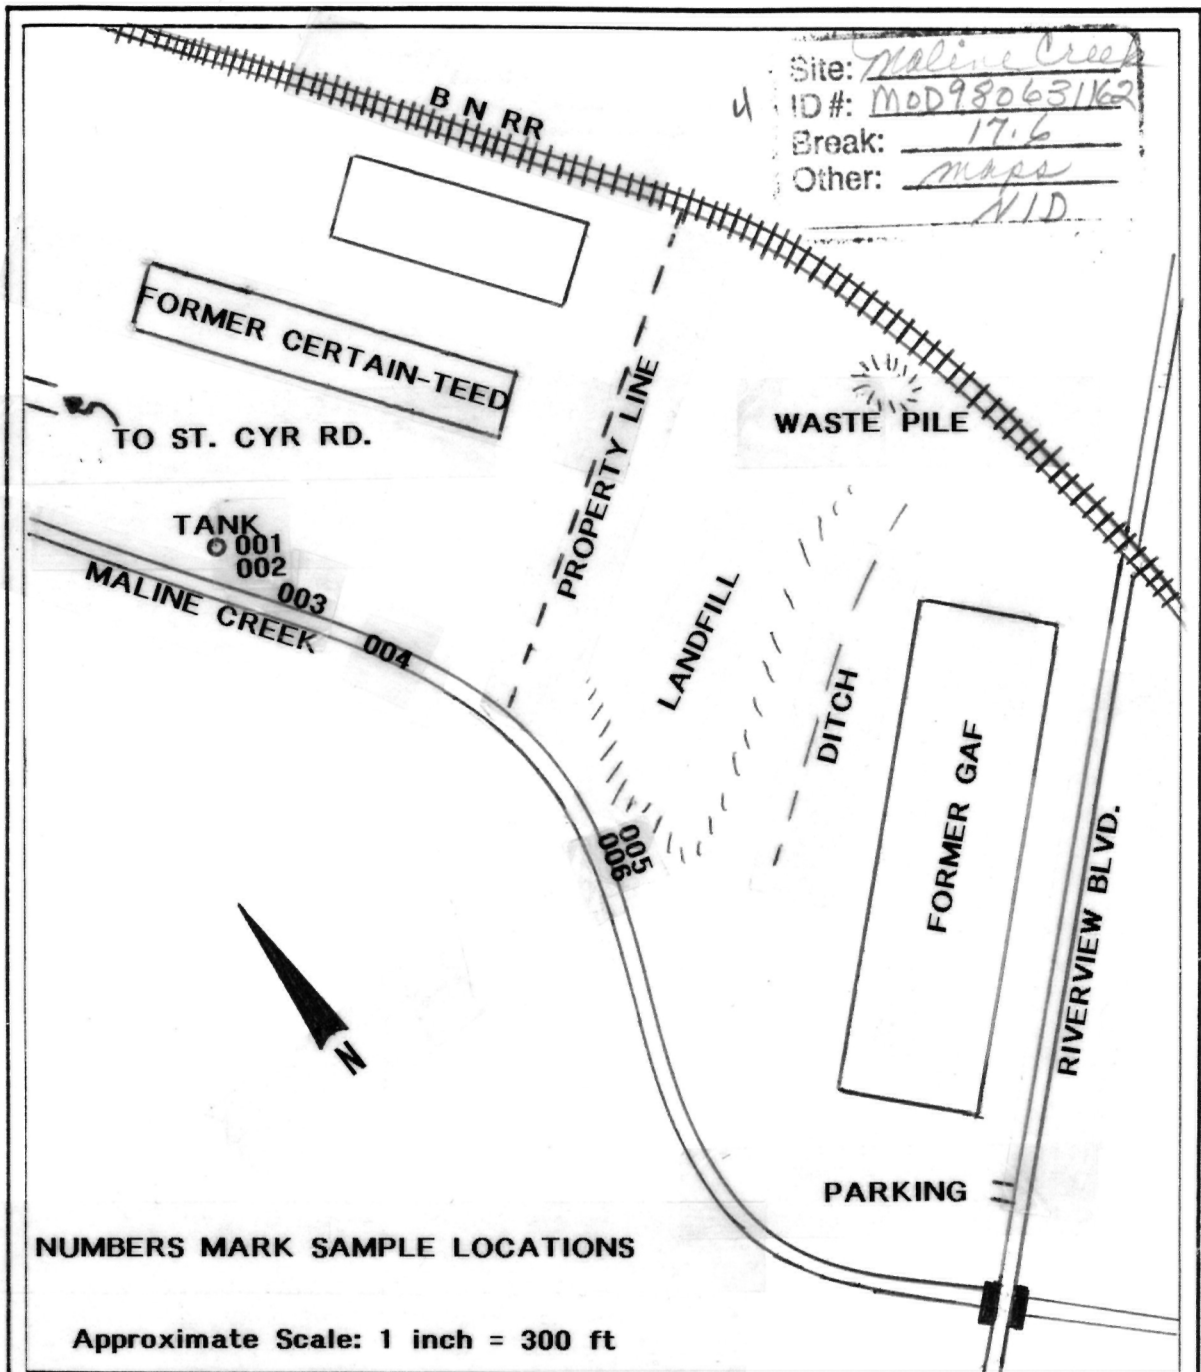 Site: Maline Creek
4 ID #: MOD980631162
Break: 17.6
Other: maps
NID
B N RR
FORMER CERTAIN-TEED
TO ST. CYR RD.
PROPERTY LINE
WASTE PILE
TANK
001
002
003
004
MALINE CREEK
LANDFILL
DITCH
005
006
FORMER GAF
RIVERVIEW BLVD.
N
PARKING
NUMBERS MARK SAMPLE LOCATIONS
Approximate Scale: 1 inch = 300 ft